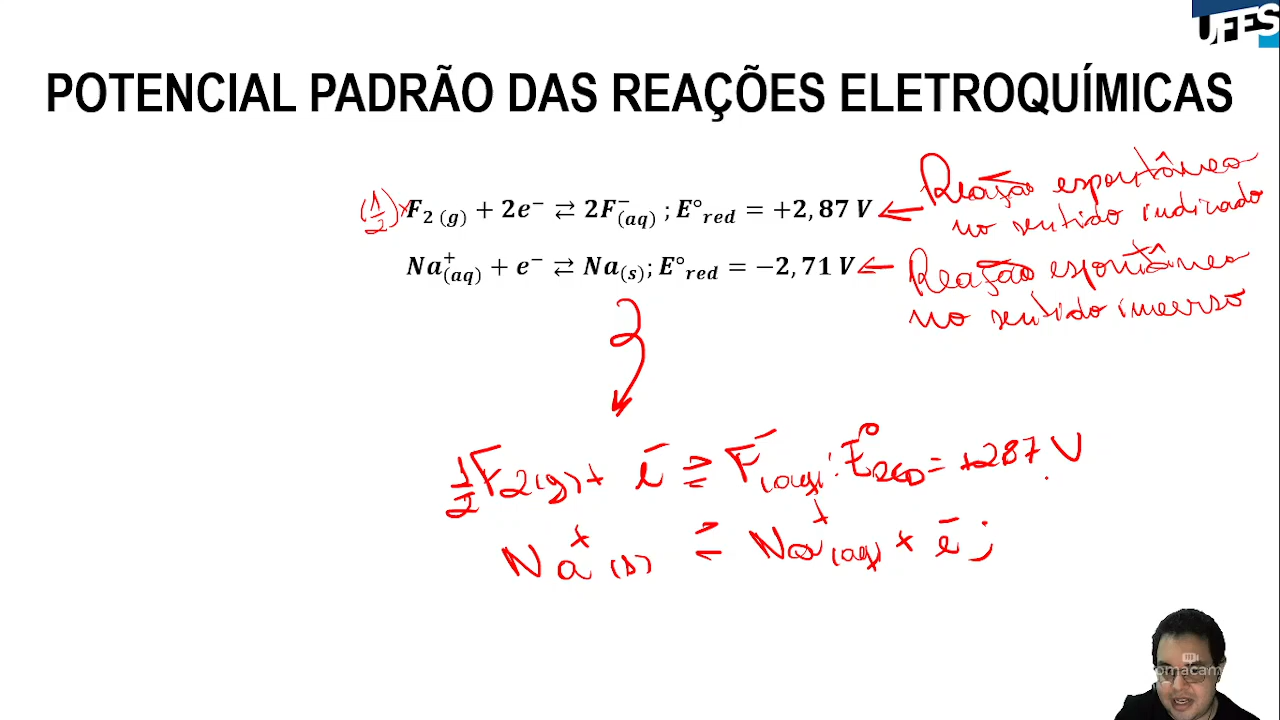 UFES
POTENCIAL PADRÃO DAS REAÇÕES ELETROQUÍMICAS
(1/2)× F₂ (g) + 2e⁻ ⇄ 2F⁻(aq) ; E°red = +2,87 V ← Reação espontânea
no sentido indicado
Na⁺(aq) + e⁻ ⇄ Na(s); E°red = −2,71 V ← Reação espontânea
no sentido inverso
1/2 F₂(g) + e⁻ ⇄ F⁻(aq) ; E°RED = +2,87 V
Na⁺(s) ⇄ Na⁺(aq) + e⁻ ;
omacam